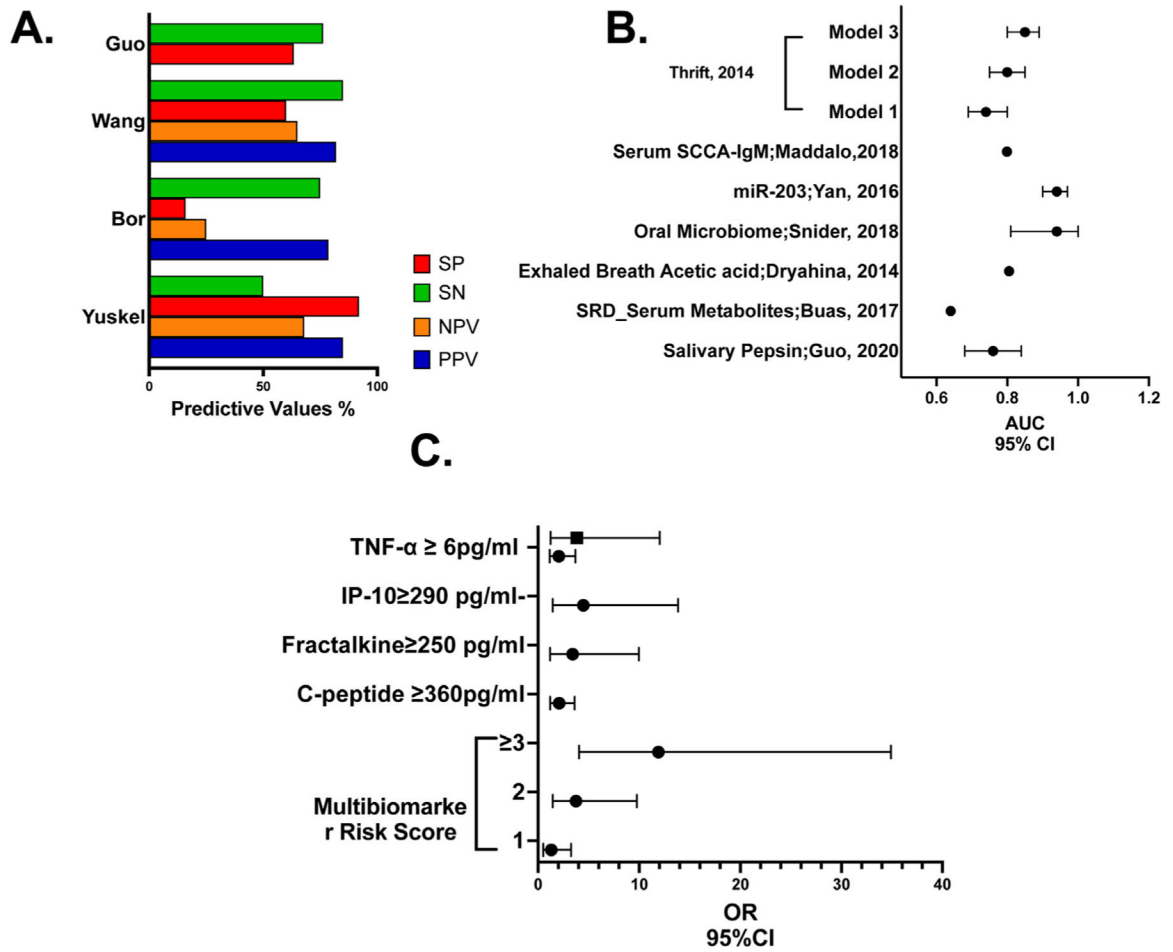 A.
Guo
Wang
Bor
Yuskel
0
50
100
Predictive Values %
SP
SN
NPV
PPV
B.
Thrift, 2014
Model 3
Model 2
Model 1
Serum SCCA-IgM;Maddalo,2018
miR-203;Yan, 2016
Oral Microbiome;Snider, 2018
Exhaled Breath Acetic acid;Dryahina, 2014
SRD_Serum Metabolites;Buas, 2017
Salivary Pepsin;Guo, 2020
0.6
0.8
1.0
1.2
AUC
95% CI
C.
TNF-α ≥ 6pg/ml
IP-10≥290 pg/ml-
Fractalkine≥250 pg/ml
C-peptide ≥360pg/ml
≥3
2
1
Multibiomarke
r Risk Score
0
10
20
30
40
OR
95%CI